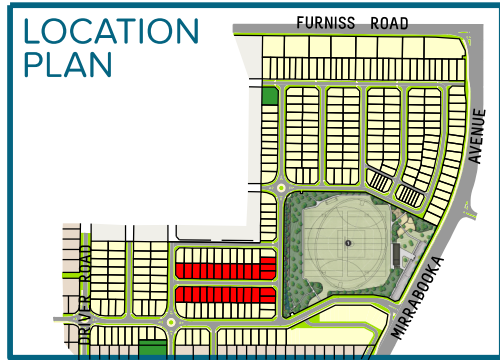 LOCATION
PLAN
FURNISS ROAD
AVENUE
MIRRABOOKA
DRIVER ROAD